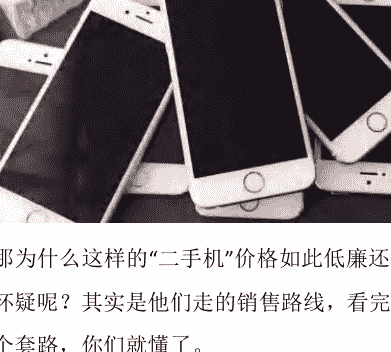 那为什么这样的“二手机”价格如此低廉还
怀疑呢？其实是他们走的销售路线，看完
个套路，你们就懂了。